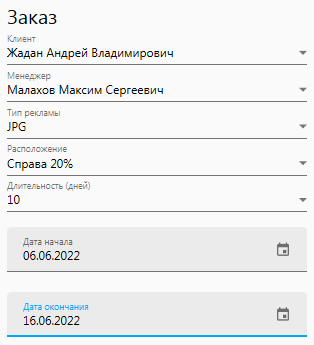 Заказ
Клиент
Жадан Андрей Владимирович
Менеджер
Малахов Максим Сергеевич
Тип рекламы
JPG
Расположение
Справа 20%
Длительность (дней)
10
Дата начала
06.06.2022
Дата окончания
16.06.2022